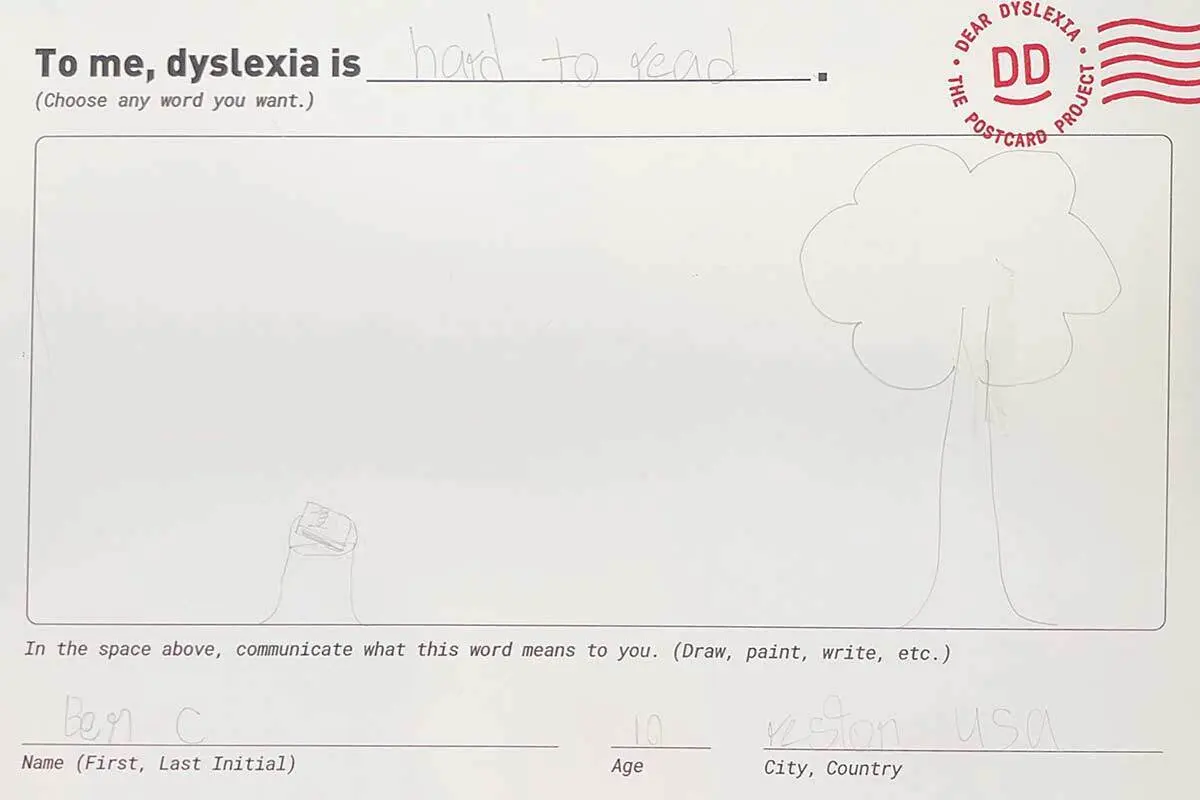 To me, dyslexia is hard to read.
(Choose any word you want.)
DEAR DYSLEXIA • THE POSTCARD PROJECT •
DD
In the space above, communicate what this word means to you. (Draw, paint, write, etc.)
Ben C 10 reston USA
Name (First, Last Initial) Age City, Country